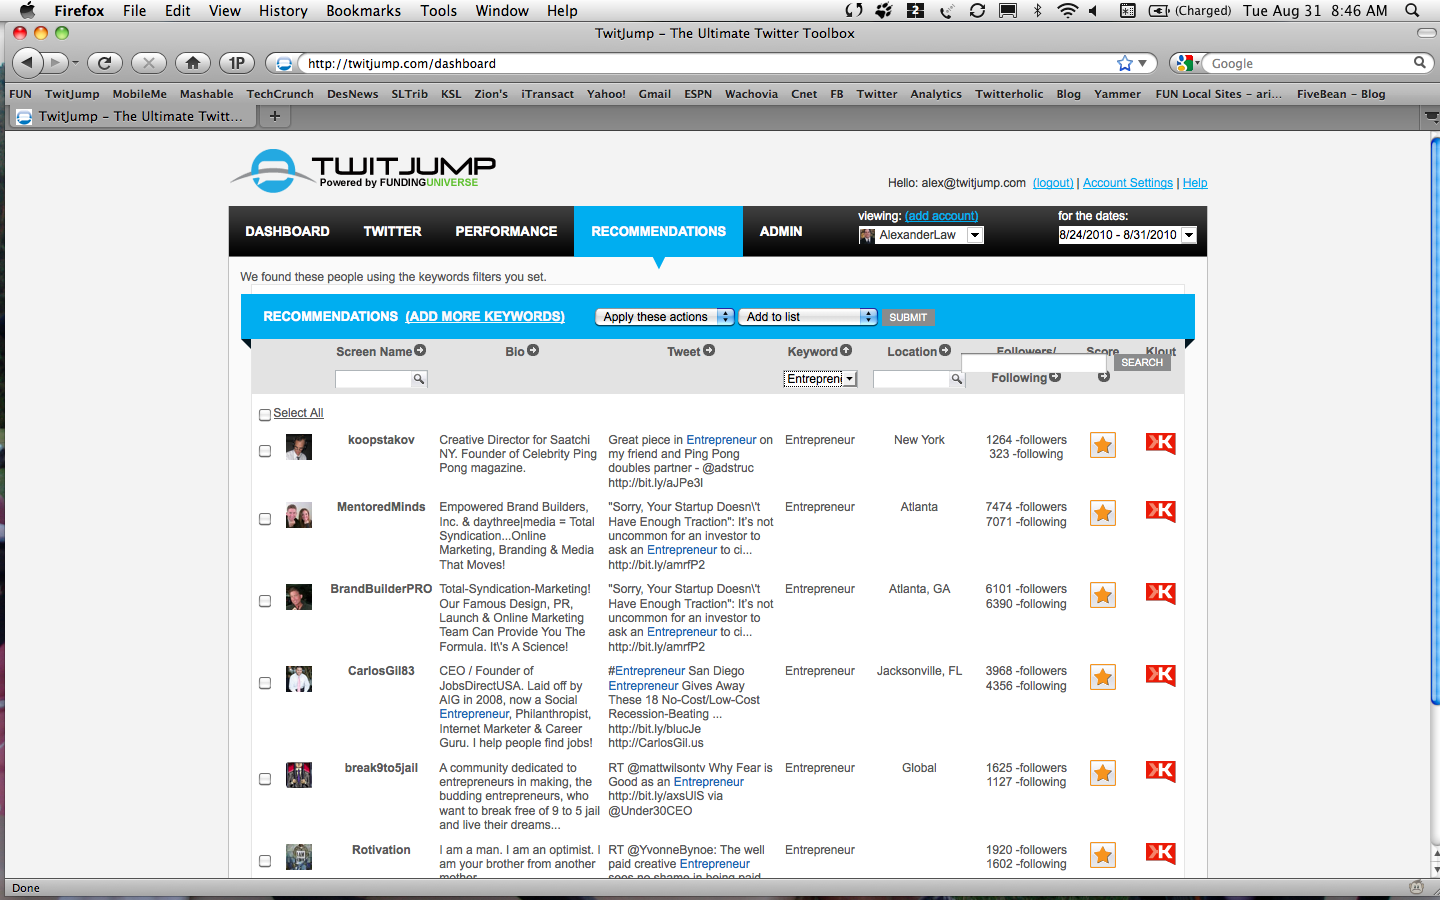 Firefox File Edit View History Bookmarks Tools Window Help 2 (Charged) Tue Aug 31 8:46 AM
TwitJump - The Ultimate Twitter Toolbox
1P http://twitjump.com/dashboard Google
FUN TwitJump MobileMe Mashable TechCrunch DesNews SLTrib KSL Zion's iTransact Yahoo! Gmail ESPN Wachovia Cnet FB Twitter Analytics Twitterholic Blog Yammer FUN Local Sites - ari... FiveBean - Blog
TwitJump - The Ultimate Twitt... +
TWITJUMP
Powered by FUNDINGUNIVERSE
Hello: alex@twitjump.com (logout) | Account Settings | Help
DASHBOARD TWITTER PERFORMANCE RECOMMENDATIONS ADMIN
viewing: (add account) for the dates:
AlexanderLaw 8/24/2010 - 8/31/2010
We found these people using the keywords filters you set.
RECOMMENDATIONS (ADD MORE KEYWORDS) Apply these actions Add to list SUBMIT
Screen Name Bio Tweet Keyword Location Followers/ Score Klout
SEARCH
Entrepren Following
Select All
koopstakov Creative Director for Saatchi Great piece in Entrepreneur on Entrepreneur New York 1264 -followers K
NY. Founder of Celebrity Ping my friend and Ping Pong 323 -following
Pong magazine. doubles partner - @adstruc
http://bit.ly/aJPe3l
MentoredMinds Empowered Brand Builders, "Sorry, Your Startup Doesn\'t Entrepreneur Atlanta 7474 -followers K
Inc. & daythree|media = Total Have Enough Traction": It's not 7071 -following
Syndication...Online uncommon for an investor to
Marketing, Branding & Media ask an Entrepreneur to ci...
That Moves! http://bit.ly/amrfP2
BrandBuilderPRO Total-Syndication-Marketing! "Sorry, Your Startup Doesn\'t Entrepreneur Atlanta, GA 6101 -followers K
Our Famous Design, PR, Have Enough Traction": It's not 6390 -following
Launch & Online Marketing uncommon for an investor to
Team Can Provide You The ask an Entrepreneur to ci...
Formula. It\'s A Science! http://bit.ly/amrfP2
CarlosGil83 CEO / Founder of #Entrepreneur San Diego Entrepreneur Jacksonville, FL 3968 -followers K
JobsDirectUSA. Laid off by Entrepreneur Gives Away 4356 -following
AIG in 2008, now a Social These 18 No-Cost/Low-Cost
Entrepreneur, Philanthropist, Recession-Beating ...
Internet Marketer & Career http://bit.ly/blucJe
Guru. I help people find jobs! http://CarlosGil.us
break9to5jail A community dedicated to RT @mattwilsontv Why Fear is Entrepreneur Global 1625 -followers K
entrepreneurs in making, the Good as an Entrepreneur 1127 -following
budding entrepreneurs, who http://bit.ly/axsUlS via
want to break free of 9 to 5 jail @Under30CEO
and live their dreams...
Rotivation I am a man. I am an optimist. I RT @YvonneBynoe: The well Entrepreneur 1920 -followers K
am your brother from another paid creative Entrepreneur 1602 -following
mother sees no shame in being paid
Done